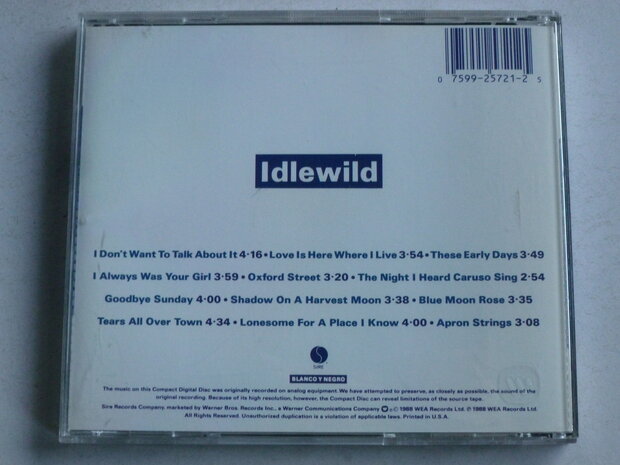 0 7599-25721-2 5
Idlewild
I Don't Want To Talk About It 4·16 • Love Is Here Where I Live 3·54 • These Early Days 3·49
I Always Was Your Girl 3·59 • Oxford Street 3·20 • The Night I Heard Caruso Sing 2·54
Goodbye Sunday 4·00 • Shadow On A Harvest Moon 3·38 • Blue Moon Rose 3·35
Tears All Over Town 4·34 • Lonesome For A Place I Know 4·00 • Apron Strings 3·08
SIRE
BLANCO Y NEGRO
The music on this Compact Digital Disc was originally recorded on analog equipment. We have attempted to preserve, as closely as possible, the sound of the
original recording. Because of its high resolution, however, the Compact Disc can reveal limitations of the source tape.
Sire Records Company, marketed by Warner Bros. Records Inc., a Warner Communications Company ℗ © 1988 WEA Records Ltd. ℗ 1988 WEA Records Ltd.
All Rights Reserved. Unauthorized duplication is a violation of applicable laws. Printed in U.S.A.